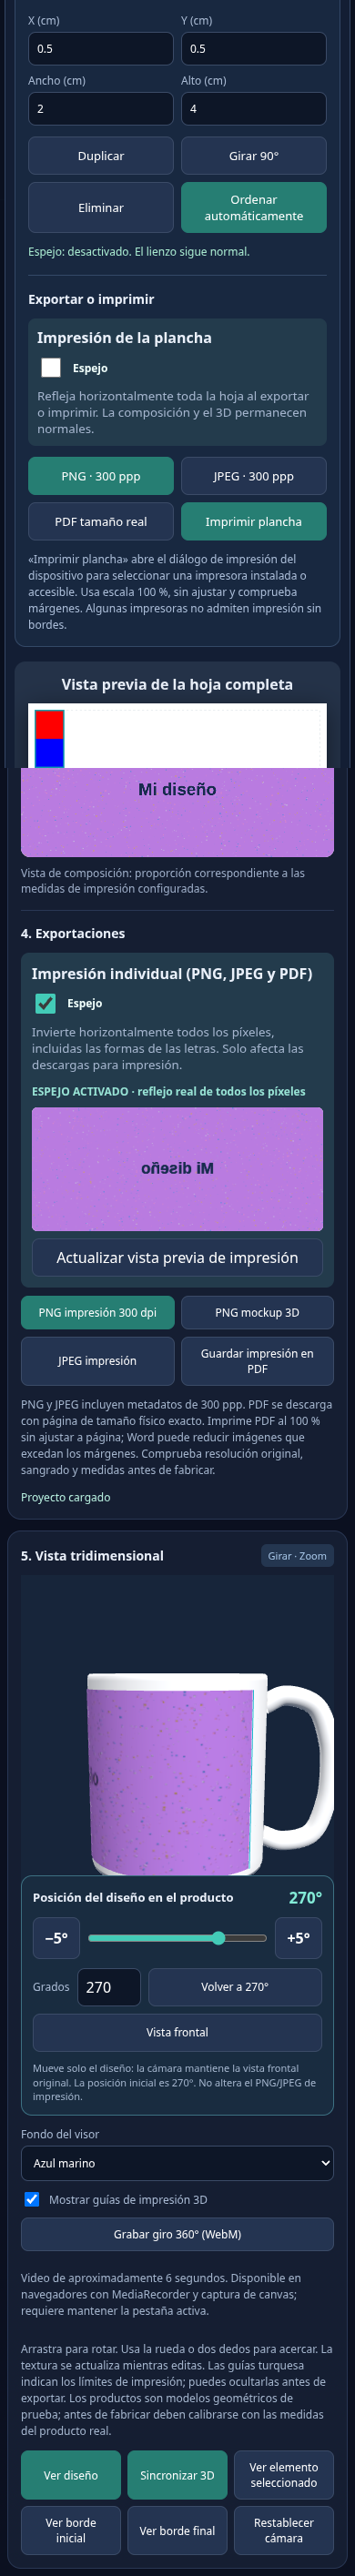 X (cm)
Y (cm)
0.5
0.5
Ancho (cm)
Alto (cm)
2
4
Duplicar
Girar 90°
Eliminar
Ordenar
automáticamente
Espejo: desactivado. El lienzo sigue normal.
Exportar o imprimir
Impresión de la plancha
Espejo
Refleja horizontalmente toda la hoja al exportar
o imprimir. La composición y el 3D permanecen
normales.
PNG · 300 ppp
JPEG · 300 ppp
PDF tamaño real
Imprimir plancha
«Imprimir plancha» abre el diálogo de impresión del
dispositivo para seleccionar una impresora instalada o
accesible. Usa escala 100 %, sin ajustar y comprueba
márgenes. Algunas impresoras no admiten impresión sin
bordes.
Vista previa de la hoja completa
Mi diseño
Vista de composición: proporción correspondiente a las
medidas de impresión configuradas.
4. Exportaciones
Impresión individual (PNG, JPEG y PDF)
Espejo
Invierte horizontalmente todos los píxeles,
incluidas las formas de las letras. Solo afecta las
descargas para impresión.
ESPEJO ACTIVADO · reflejo real de todos los píxeles
Mi diseño
Actualizar vista previa de impresión
PNG impresión 300 dpi
PNG mockup 3D
JPEG impresión
Guardar impresión en
PDF
PNG y JPEG incluyen metadatos de 300 ppp. PDF se descarga
con página de tamaño físico exacto. Imprime PDF al 100 %
sin ajuste a página; Word puede reducir imágenes que
excedan los márgenes. Comprueba resolución original,
sangrado y medidas antes de fabricar.
Proyecto cargado
5. Vista tridimensional
Girar · Zoom
Posición del diseño en el producto
270°
−5°
+5°
Grados
270
Volver a 270°
Vista frontal
Mueve solo el diseño: la cámara mantiene la vista frontal
original. La posición inicial es 270°. No altera el PNG/JPEG de
impresión.
Fondo del visor
Azul marino
Mostrar guías de impresión 3D
Grabar giro 360° (WebM)
Video de aproximadamente 6 segundos. Disponible en
navegadores con MediaRecorder y captura de canvas;
requiere mantener la pestaña activa.
Arrastra para rotar. Usa la rueda o dos dedos para acercar. La
textura se actualiza mientras editas. Las guías turquesa
indican los límites de impresión; puedes ocultarlas antes de
exportar. Los productos son modelos geométricos de
prueba; antes de fabricar deben calibrarse con las medidas
del producto real.
Ver diseño
Sincronizar 3D
Ver elemento
seleccionado
Ver borde
inicial
Ver borde final
Restablecer
cámara